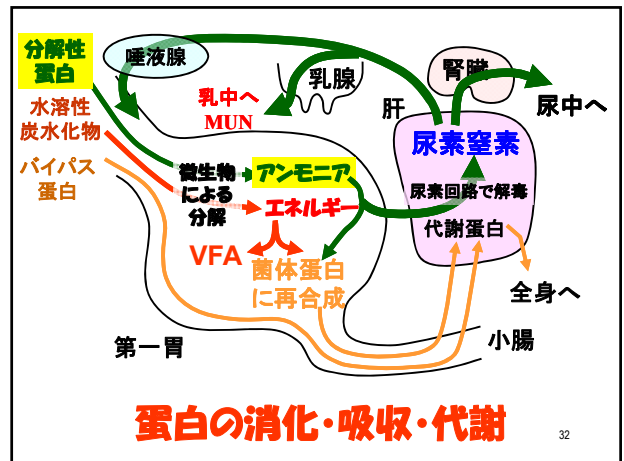 分解性
蛋白
唾液腺
乳腺
腎臓
尿中へ
水溶性
炭水化物
乳中へ
MUN
肝
尿素窒素
バイパス
蛋白
微生物
による
分解
アンモニア
尿素回路で解毒
エネルギー
代謝蛋白
VFA
菌体蛋白
に再合成
全身へ
第一胃
小腸
蛋白の消化・吸収・代謝
32